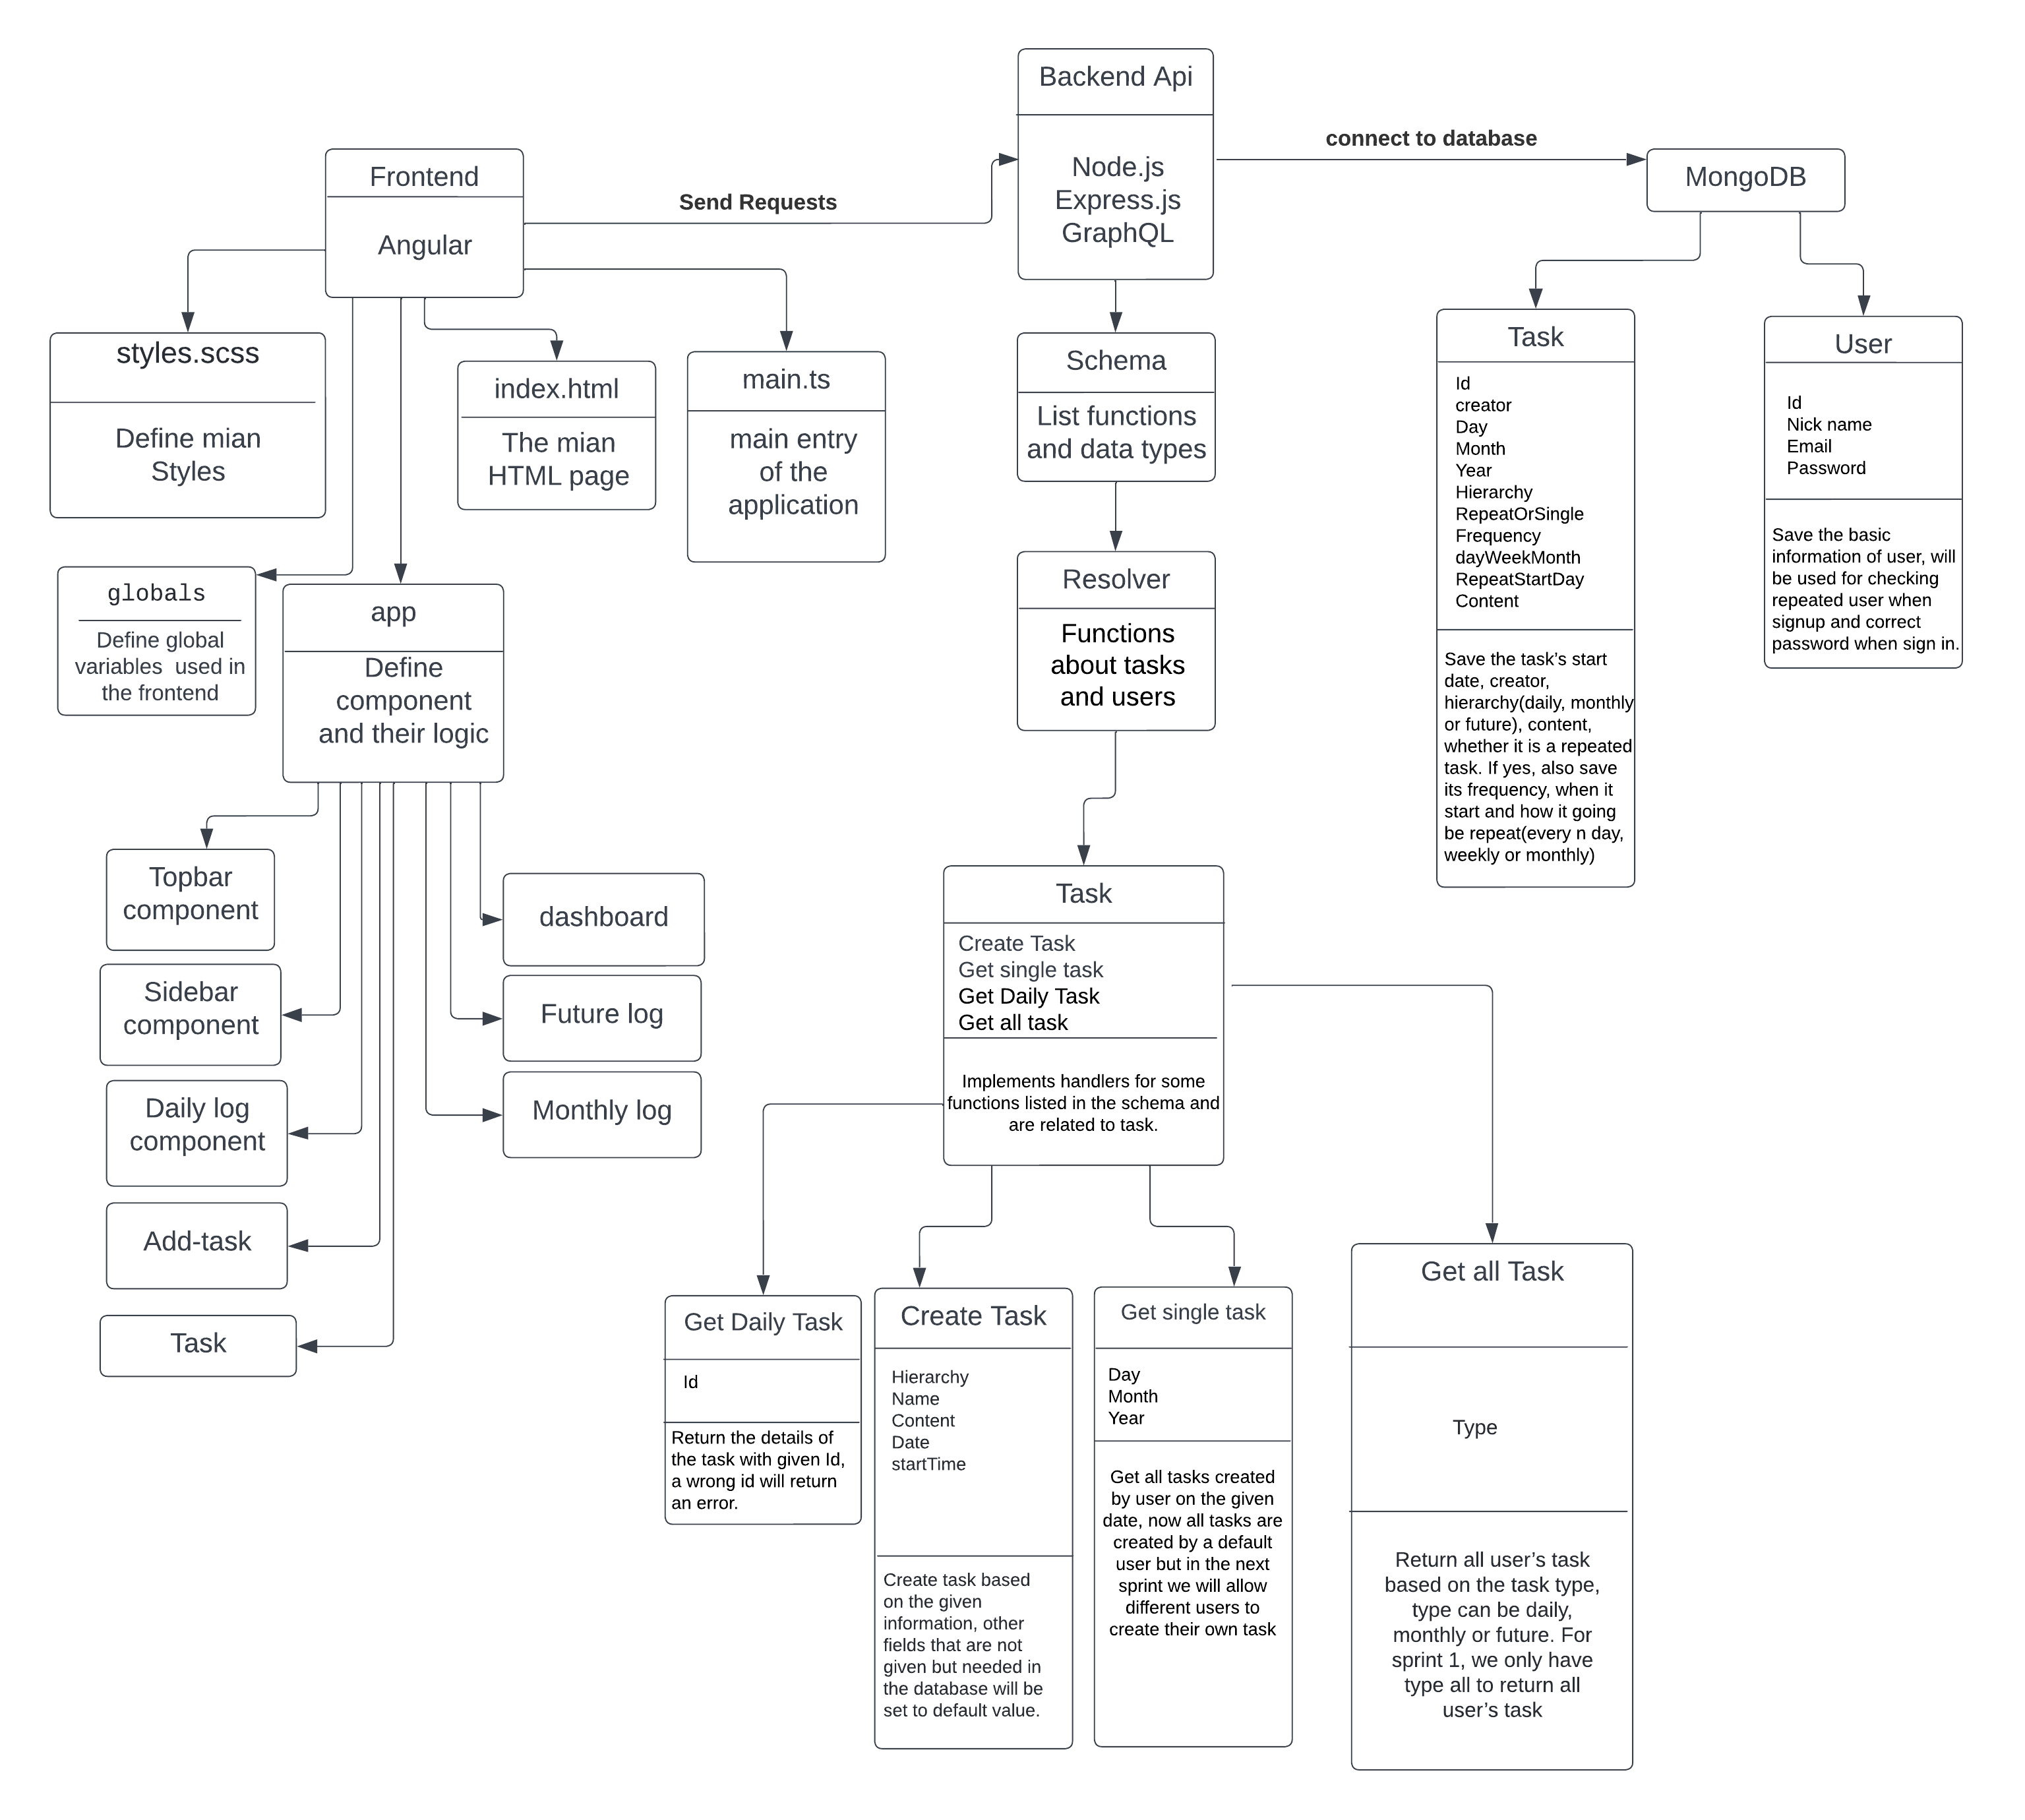 Backend Api
Node.js
Express.js
GraphQL
connect to database
MongoDB
Frontend
Angular
Send Requests
styles.scss
Define mian
Styles
index.html
The mian
HTML page
main.ts
main entry
of the
application
Schema
List functions
and data types
Task
Id
creator
Day
Month
Year
Hierarchy
RepeatOrSingle
Frequency
dayWeekMonth
RepeatStartDay
Content
Save the task’s start
date, creator,
hierarchy(daily, monthly
or future), content,
whether it is a repeated
task. If yes, also save
its frequency, when it
start and how it going
be repeat(every n day,
weekly or monthly)
User
Id
Nick name
Email
Password
Save the basic
information of user, will
be used for checking
repeated user when
signup and correct
password when sign in.
globals
Define global
variables  used in
the frontend
app
Define
component
and their logic
Resolver
Functions
about tasks
and users
Topbar
component
Sidebar
component
Daily log
component
Add-task
Task
dashboard
Future log
Monthly log
Task
Create Task
Get single task
Get Daily Task
Get all task
Implements handlers for some
functions listed in the schema and
are related to task.
Get Daily Task
Id
Return the details of
the task with given Id,
a wrong id will return
an error.
Create Task
Hierarchy
Name
Content
Date
startTime
Create task based
on the given
information, other
fields that are not
given but needed in
the database will be
set to default value.
Get single task
Day
Month
Year
Get all tasks created
by user on the given
date, now all tasks are
created by a default
user but in the next
sprint we will allow
different users to
create their own task
Get all Task
Type
Return all user’s task
based on the task type,
type can be daily,
monthly or future. For
sprint 1, we only have
type all to return all
user’s task